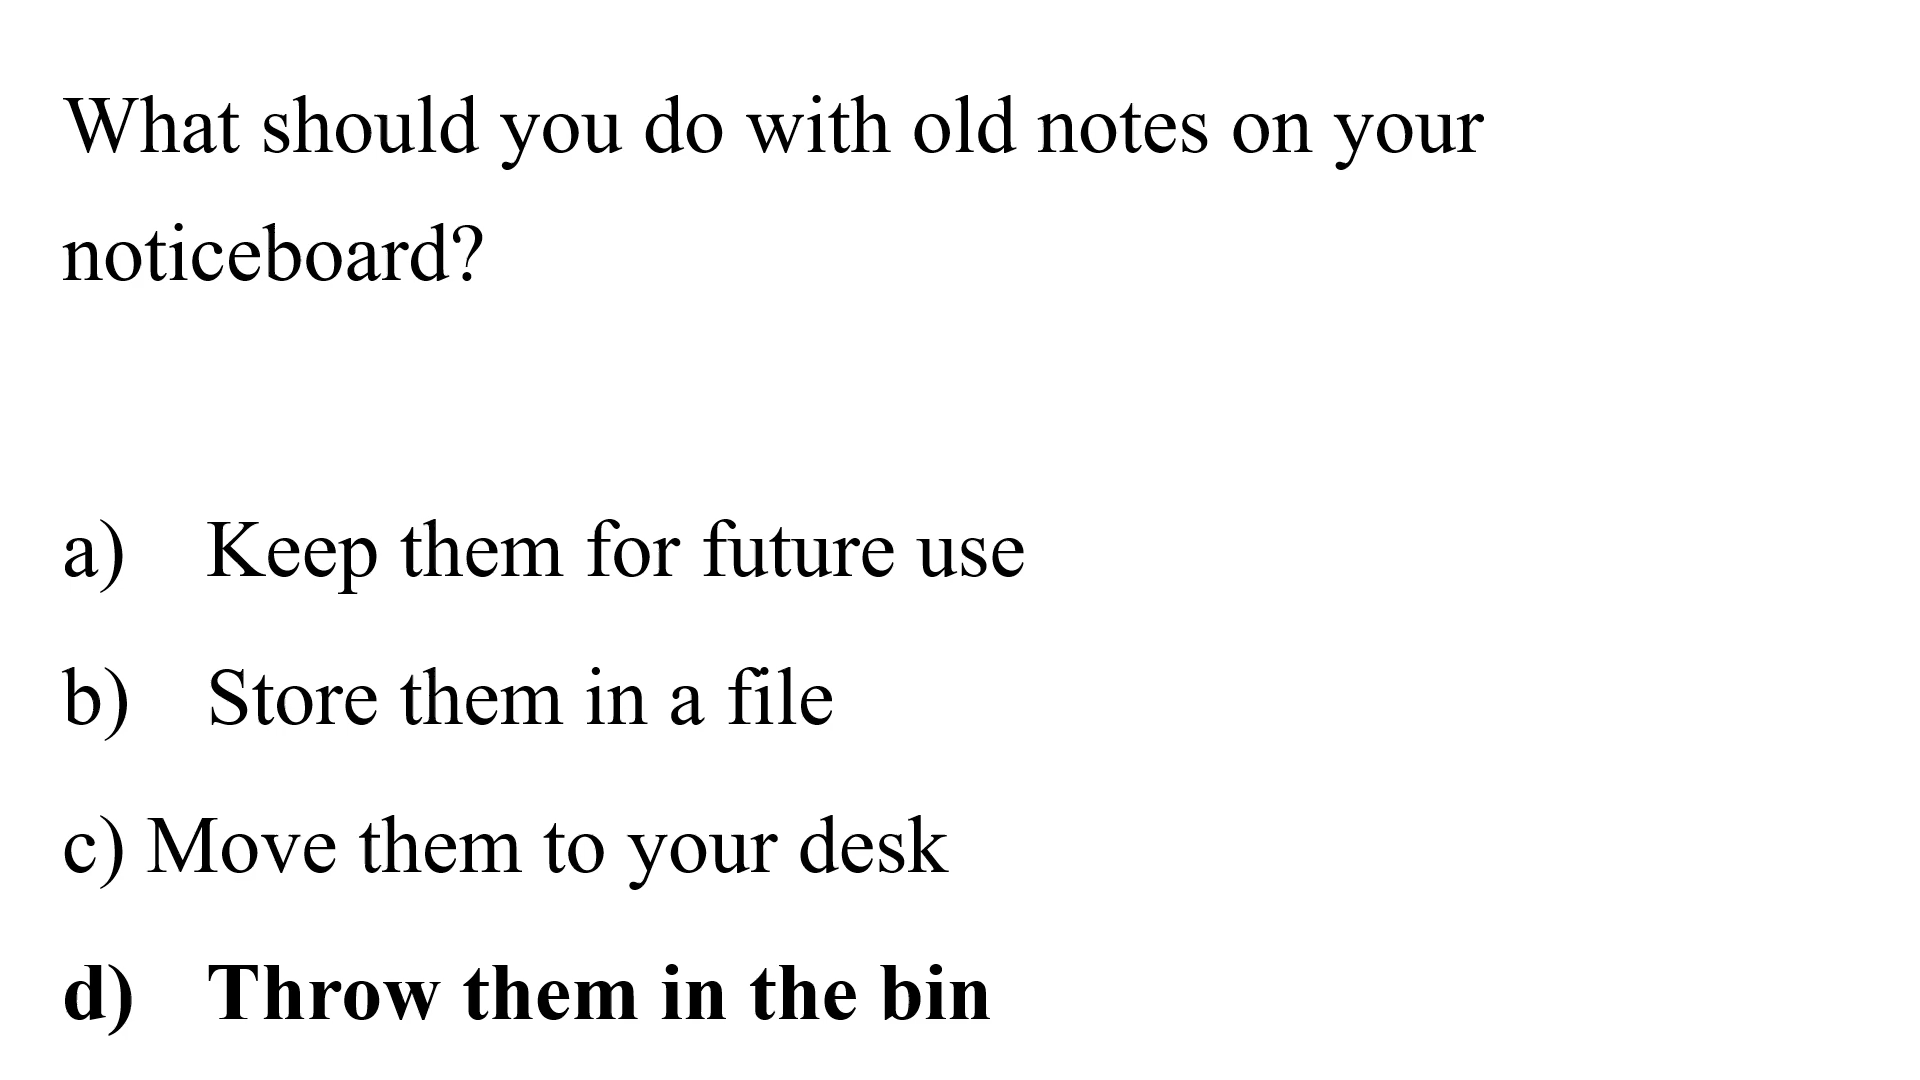 What should you do with old notes on your
noticeboard?
a) Keep them for future use
b) Store them in a file
c) Move them to your desk
d) Throw them in the bin